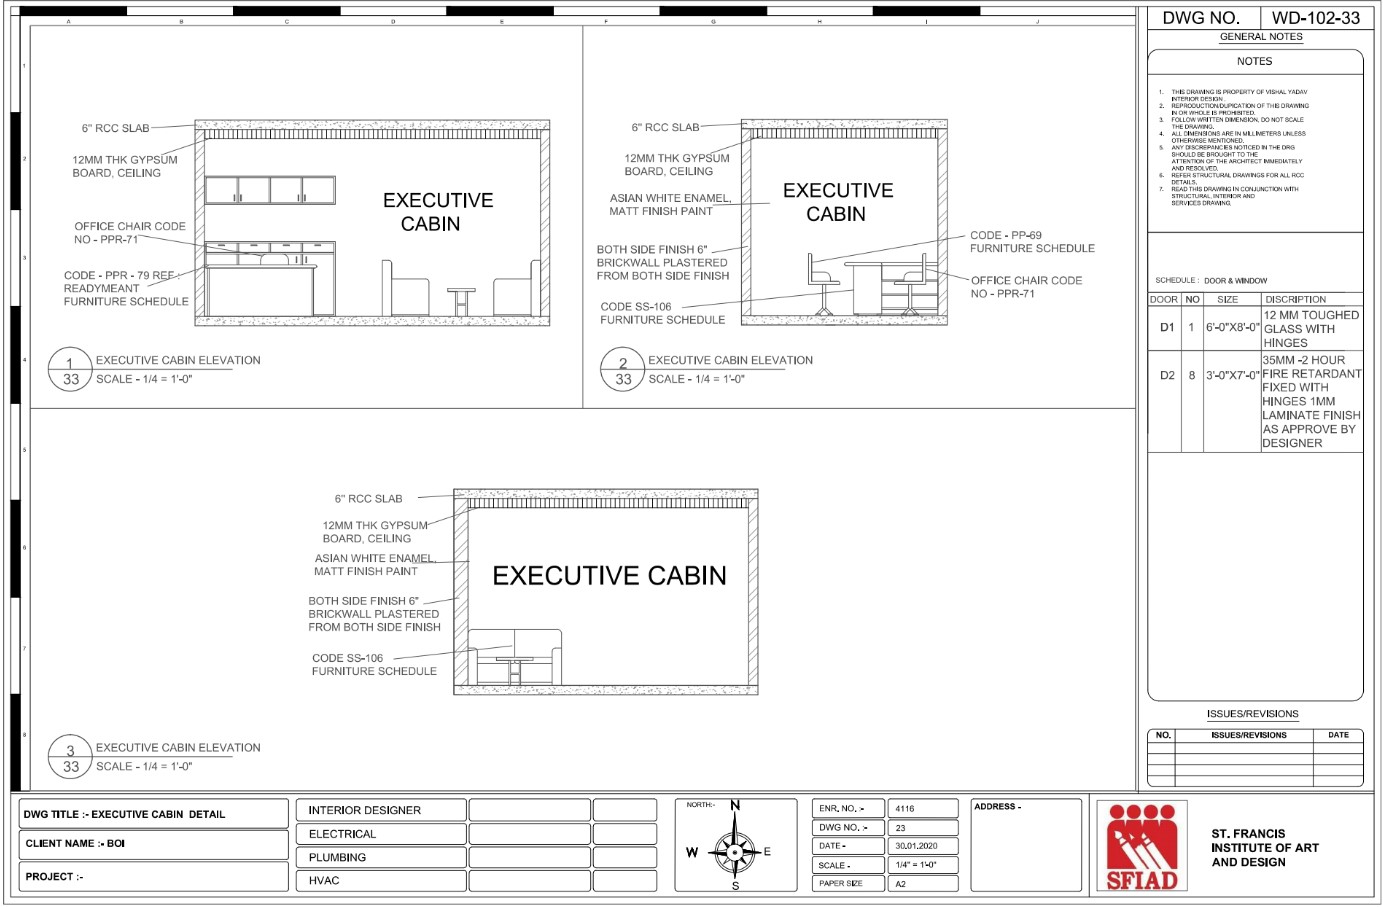 A B C D E F G H I J
1
2
3
4
5
6
7
8
6" RCC SLAB
12MM THK GYPSUM
BOARD, CEILING
OFFICE CHAIR CODE
NO - PPR-71
CODE - PPR - 79 REF :
READYMEANT
FURNITURE SCHEDULE
EXECUTIVE
CABIN
1
33
EXECUTIVE CABIN ELEVATION
SCALE - 1/4 = 1'-0"
6" RCC SLAB
12MM THK GYPSUM
BOARD, CEILING
ASIAN WHITE ENAMEL,
MATT FINISH PAINT
BOTH SIDE FINISH 6"
BRICKWALL PLASTERED
FROM BOTH SIDE FINISH
CODE SS-106
FURNITURE SCHEDULE
EXECUTIVE
CABIN
CODE - PP-69
FURNITURE SCHEDULE
OFFICE CHAIR CODE
NO - PPR-71
2
33
EXECUTIVE CABIN ELEVATION
SCALE - 1/4 = 1'-0"
6" RCC SLAB
12MM THK GYPSUM
BOARD, CEILING
ASIAN WHITE ENAMEL,
MATT FINISH PAINT
BOTH SIDE FINISH 6"
BRICKWALL PLASTERED
FROM BOTH SIDE FINISH
CODE SS-106
FURNITURE SCHEDULE
EXECUTIVE CABIN
3
33
EXECUTIVE CABIN ELEVATION
SCALE - 1/4 = 1'-0"
DWG NO. WD-102-33
GENERAL NOTES
NOTES
1. THIS DRAWING IS PROPERTY OF VISHAL YADAV
INTERIOR DESIGN .
2. REPRODUCTION/DUPICATION OF THIS DRAWING
IN OR WHOLE IS PROHIBITED.
3. FOLLOW WRITTEN DIMENSION, DO NOT SCALE
THE DRAWING.
4. ALL DIMENSIONS ARE IN MILLIMETERS UNLESS
OTHERWISE MENTIONED.
5. ANY DISCREPANCIES NOTICED IN THE DRG
SHOULD BE BROUGHT TO THE
ATTENTION OF THE ARCHITECT IMMEDIATELY
AND RESOLVED.
6. REFER STRUCTURAL DRAWINGS FOR ALL RCC
DETAILS.
7. READ THIS DRAWING IN CONJUNCTION WITH
STRUCTURAL, INTERIOR AND
SERVICES DRAWING.
SCHEDULE : DOOR & WINDOW
DOOR NO SIZE DISCRIPTION
D1 1 6'-0"X8'-0" 12 MM TOUGHED
GLASS WITH
HINGES
D2 8 3'-0"X7'-0" 35MM -2 HOUR
FIRE RETARDANT
FIXED WITH
HINGES 1MM
LAMINATE FINISH
AS APPROVE BY
DESIGNER
ISSUES/REVISIONS
NO. ISSUES/REVISIONS DATE
DWG TITLE :- EXECUTIVE CABIN DETAIL
CLIENT NAME :- BOI
PROJECT :-
INTERIOR DESIGNER
ELECTRICAL
PLUMBING
HVAC
NORTH:-
N
W E
S
ENR. NO. :- 4116
DWG NO. :- 23
DATE - 30.01.2020
SCALE - 1/4" = 1'-0"
PAPER SIZE A2
ADDRESS -
SFIAD
ST. FRANCIS
INSTITUTE OF ART
AND DESIGN